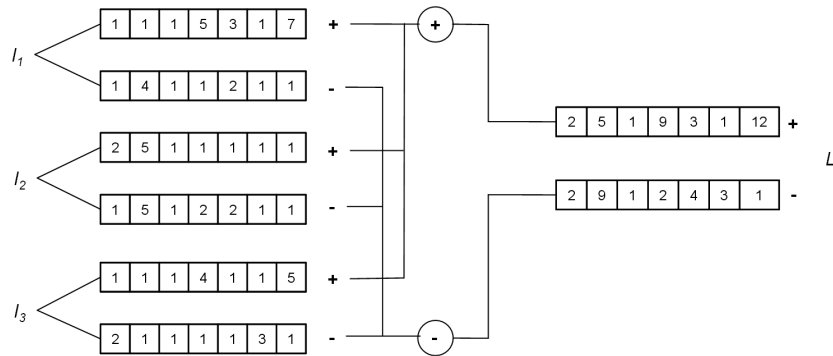 1 1 1 5 3 1 7 +
+
I₁
1 4 1 1 2 1 1 -
2 5 1 9 3 1 12 +
2 5 1 1 1 1 1 +
L
I₂
2 9 1 2 4 3 1 -
1 5 1 2 2 1 1 -
1 1 1 4 1 1 5 +
I₃
2 1 1 1 1 3 1 -
-